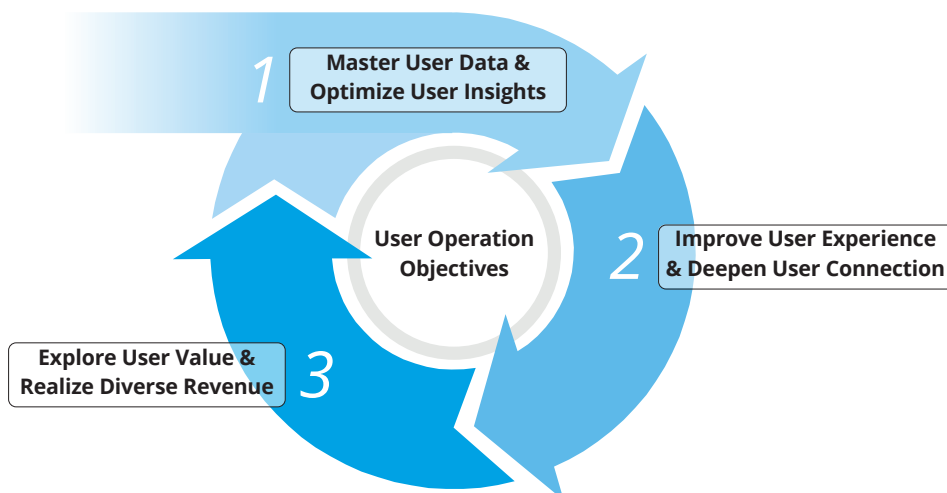 1
Master User Data &
Optimize User Insights
User Operation
Objectives
2
Improve User Experience
& Deepen User Connection
Explore User Value &
Realize Diverse Revenue
3